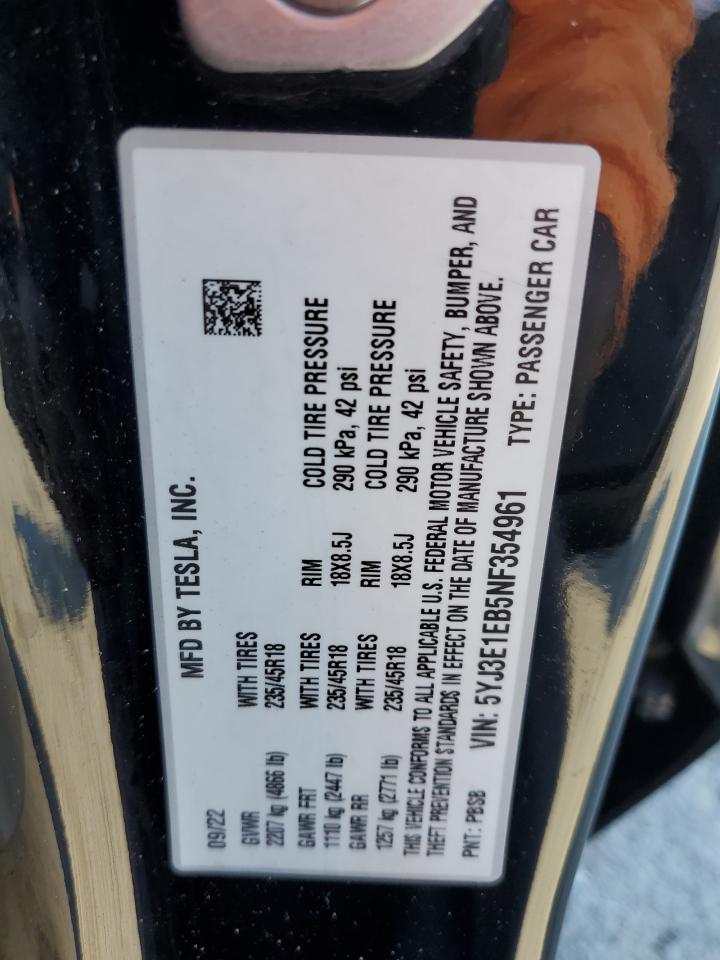 MFD BY TESLA, INC.
09/22
GVWR WITH TIRES
2207 kg (4866 lb) 235/45R18
GAWR FRT WITH TIRES RIM COLD TIRE PRESSURE
1110 kg (2447 lb) 235/45R18 18X8.5J 290 kPa, 42 psi
GAWR RR WITH TIRES RIM COLD TIRE PRESSURE
1257 kg (2771 lb) 235/45R18 18X8.5J 290 kPa, 42 psi
THIS VEHICLE CONFORMS TO ALL APPLICABLE U.S. FEDERAL MOTOR VEHICLE SAFETY, BUMPER, AND
THEFT PREVENTION STANDARDS IN EFFECT ON THE DATE OF MANUFACTURE SHOWN ABOVE.
PNT: PBSB VIN: 5YJ3E1EB5NF354961 TYPE: PASSENGER CAR